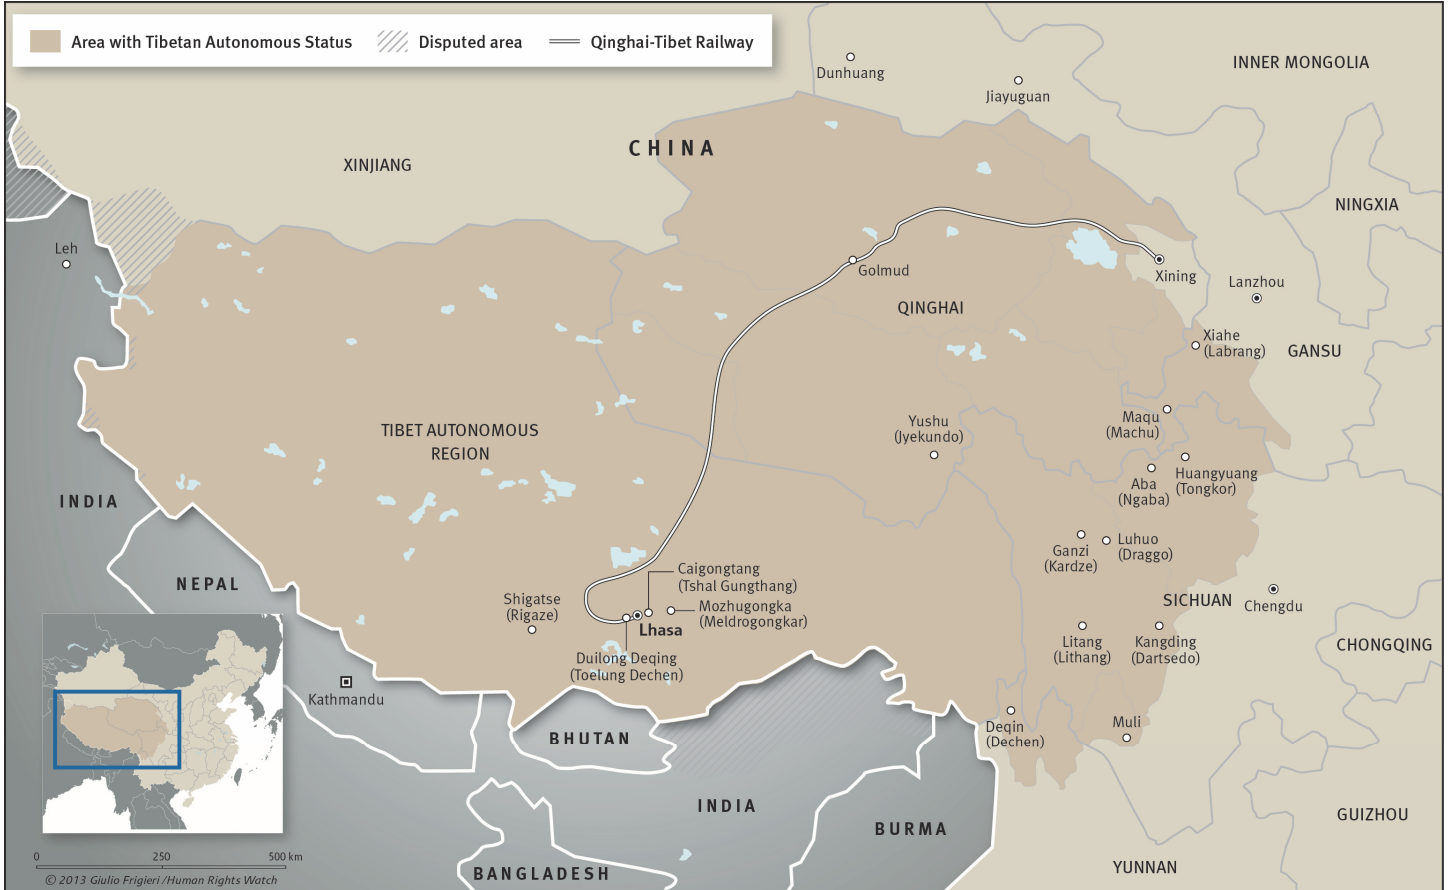 Area with Tibetan Autonomous Status
Disputed area
Qinghai-Tibet Railway
Dunhuang
Jiayuguan
INNER MONGOLIA
CHINA
XINJIANG
NINGXIA
Leh
Golmud
Xining
Lanzhou
QINGHAI
Xiahe
(Labrang)
GANSU
TIBET AUTONOMOUS
REGION
Yushu
(Jyekundo)
Maqu
(Machu)
Aba
(Ngaba)
Huangyuang
(Tongkor)
INDIA
Ganzi
(Kardze)
Luhuo
(Draggo)
NEPAL
Caigongtang
(Tshal Gungthang)
Shigatse
(Rigaze)
Mozhugongka
(Meldrogongkar)
Lhasa
SICHUAN
Chengdu
Duilong Deqing
(Toelung Dechen)
Litang
(Lithang)
Kangding
(Dartsedo)
CHONGQING
Kathmandu
Deqin
(Dechen)
Muli
BHUTAN
INDIA
BURMA
GUIZHOU
BANGLADESH
YUNNAN
0 250 500 km
© 2013 Giulio Frigieri /Human Rights Watch